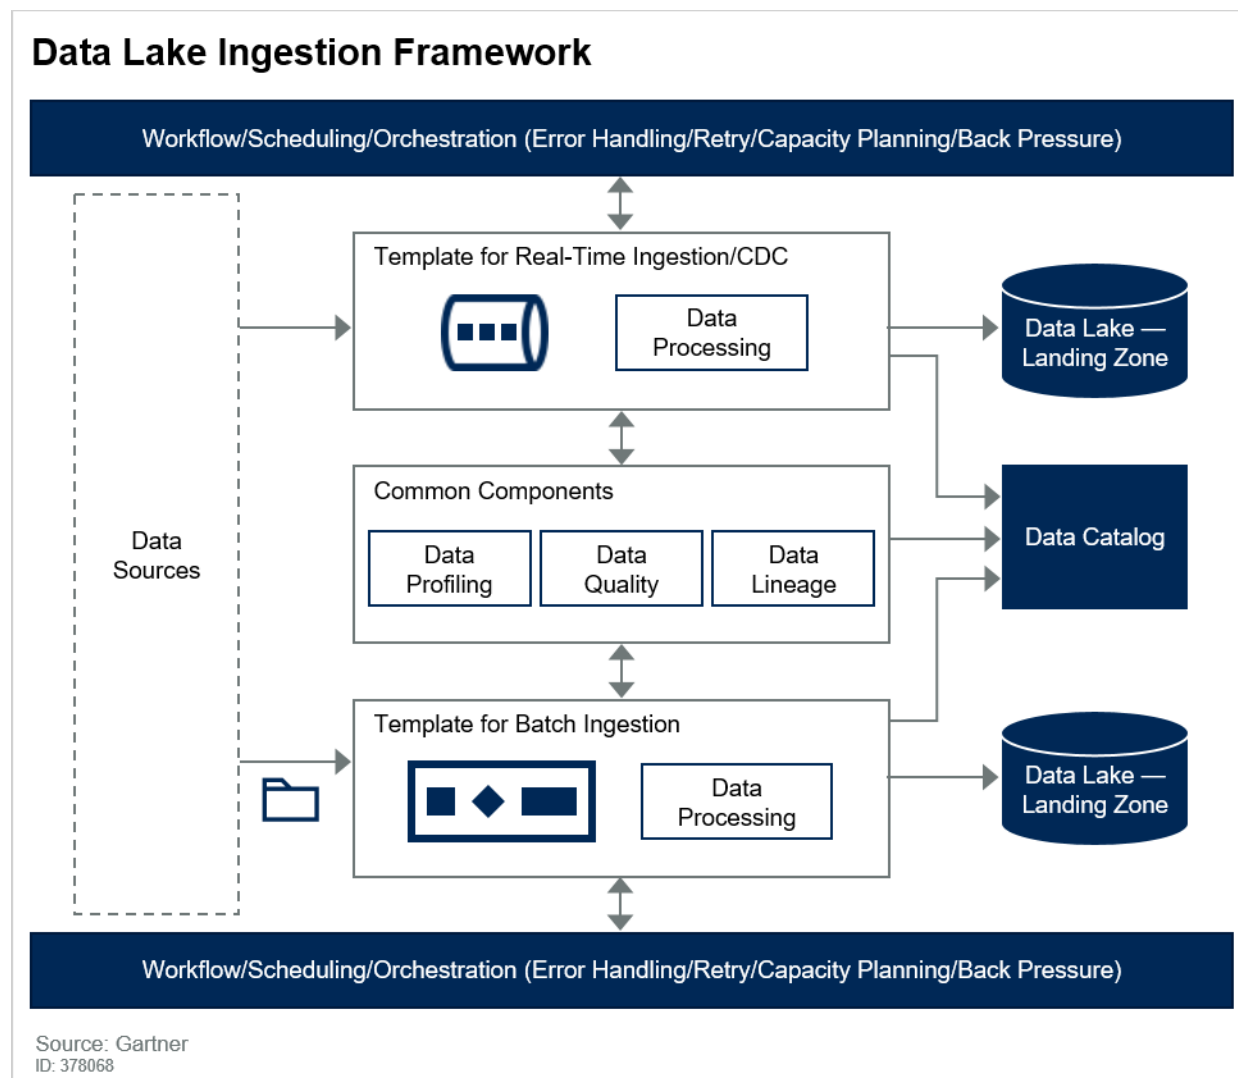 Data Lake Ingestion Framework
Workflow/Scheduling/Orchestration (Error Handling/Retry/Capacity Planning/Back Pressure)
Data
Sources
Template for Real-Time Ingestion/CDC
Data
Processing
Data Lake —
Landing Zone
Common Components
Data
Profiling
Data
Quality
Data
Lineage
Data Catalog
Template for Batch Ingestion
Data
Processing
Data Lake —
Landing Zone
Workflow/Scheduling/Orchestration (Error Handling/Retry/Capacity Planning/Back Pressure)
Source: Gartner
ID: 378068